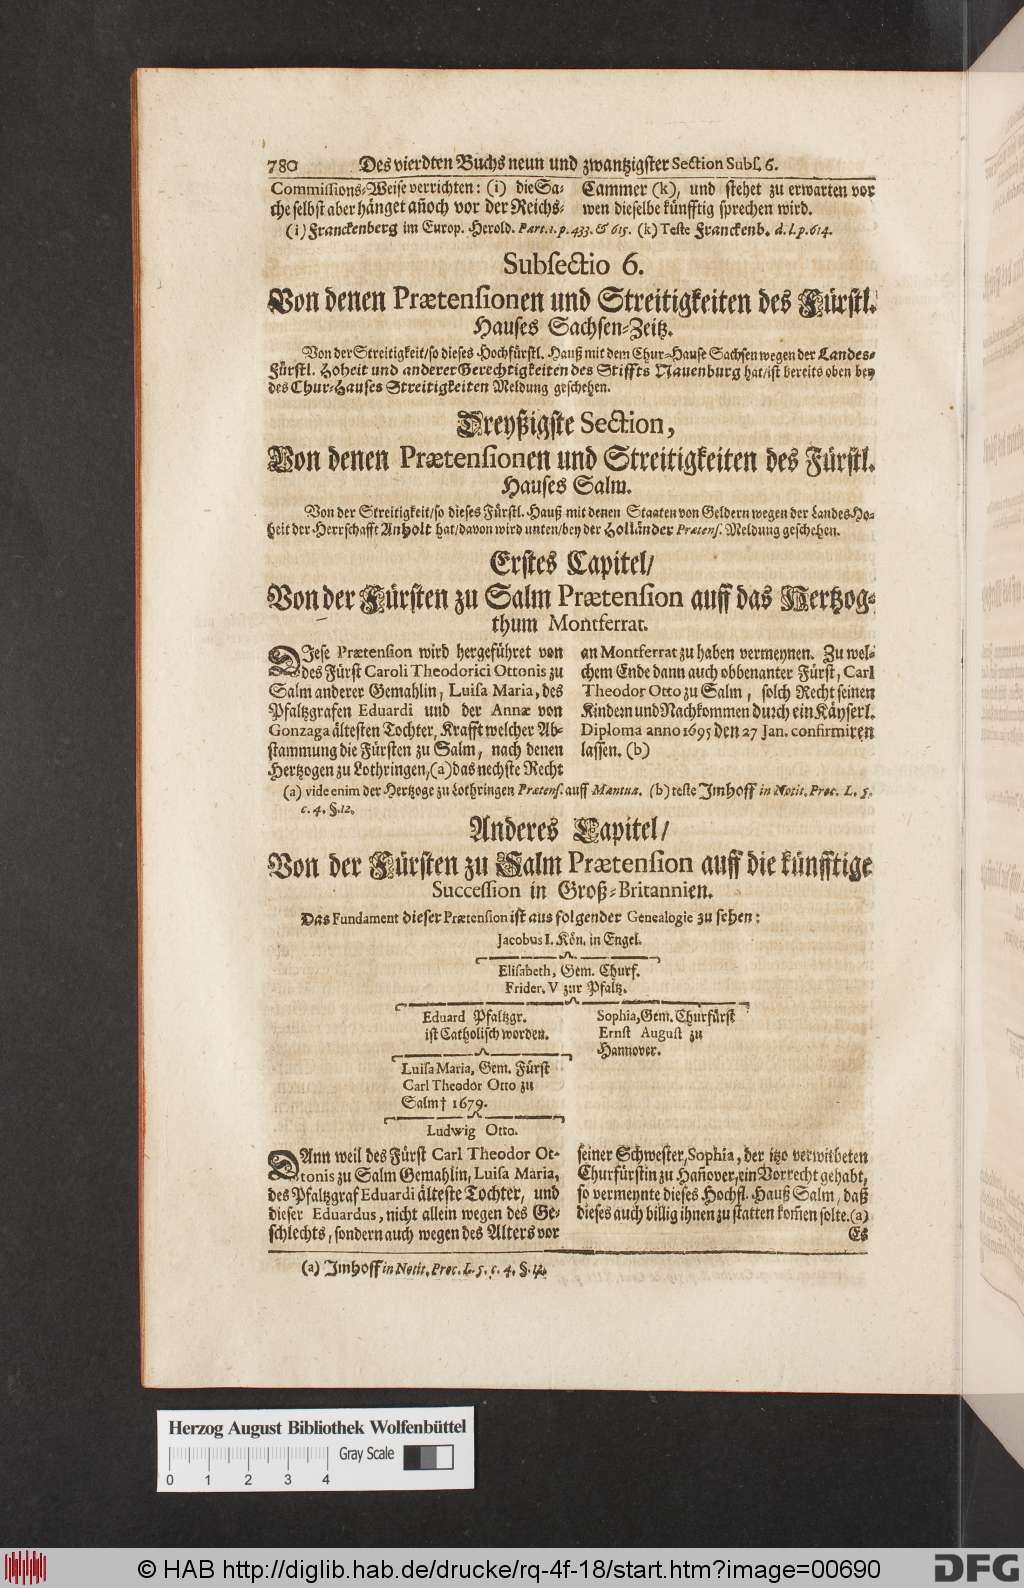 780 Des vierdten Buchs neun und zwantzigster Section Subs. 6.
Commissions-Weise verrichten: (i) die Sa-
che selbst aber hänget añoch vor der Reichs-
Cammer (k), und stehet zu erwarten vor
wen dieselbe künfftig sprechen wird.
(i) Franckenberg im Europ. Herold. Part. 1. p. 433. & 615. (k) Teste Franckenb. d. l. p. 614.
Subsectio 6.
Von denen Prætensionen und Streitigkeiten des Fürstl.
Hauses Sachsen-Zeitz.
Von der Streitigkeit/ so dieses Hochfürstl. Hauß mit dem Chur-Hause Sachsen wegen der Landes-
Fürstl. Hoheit und anderer Gerechtigkeiten des Stiffts Nauenburg hat/ ist bereits oben bey
des Chur-Hauses Streitigkeiten Meldung geschehen.
Dreyßigste Section,
Von denen Prætensionen und Streitigkeiten des Fürstl.
Hauses Salm.
Von der Streitigkeit/ so dieses Fürstl. Hauß mit denen Staaten von Geldern wegen der Landes Ho-
heit der Herrschafft Anholt hat/ davon wird unten/ bey der Holländer Prætens. Meldung geschehen.
Erstes Capitel/
Von der Fürsten zu Salm Prætension auff das Hertzog-
thum Montferrat.
DIese Prætension wird hergeführet von
des Fürst Caroli Theodorici Ottonis zu
Salm anderer Gemahlin, Luisa Maria, des
Pfaltzgrafen Eduardi und der Annæ von
Gonzaga ältesten Tochter, Krafft welcher Ab-
stammung die Fürsten zu Salm, nach denen
Hertzogen zu Lothringen, (a) das nechste Recht
an Montferrat zu haben vermeynen. Zu wel-
chem Ende dann auch obbenanter Fürst, Carl
Theodor Otto zu Salm, solch Recht seinen
Kindern und Nachkommen durch ein Käyserl.
Diploma anno 1695 den 27 Jan. confirmiren
lassen. (b)
(a) vide enim der Hertzoge zu Lothringen Prætens. auff Mantua. (b) teste Imhoff in Notit. Proc. L. 5.
c. 4. §. 12.
Anderes Capitel/
Von der Fürsten zu Salm Prætension auff die künfftige
Succession in Groß-Britannien.
Das Fundament dieser Prætension ist aus folgender Genealogie zu sehen:
Jacobus I. Kön. in Engel.
Elisabeth, Gem. Churf.
Frider. V zur Pfaltz.
Eduard Pfaltzgr.
ist Catholisch worden.
Sophia, Gem. Churfürst
Ernst August zu
Hannover.
Luisa Maria, Gem. Fürst
Carl Theodor Otto zu
Salm † 1679.
Ludwig Otto.
DAnn weil des Fürst Carl Theodor Ot-
tonis zu Salm Gemahlin, Luisa Maria,
des Pfaltzgraf Eduardi älteste Tochter, und
dieser Eduardus, nicht allein wegen des Ge-
schlechts, sondern auch wegen des Alters vor
seiner Schwester, Sophia, der itzo verwitbeten
Churfürstin zu Hañover, ein Vorrecht gehabt,
so vermeynte dieses Hochfl. Hauß Salm, daß
dieses auch billig ihnen zu statten kom̃en solte. (a)
Es
(a) Imhoff in Notit. Proc. L. 5. c. 4. §. 12.
Herzog August Bibliothek Wolfenbüttel
Gray Scale
0 1 2 3 4
© HAB http://diglib.hab.de/drucke/rq-4f-18/start.htm?image=00690
DFG